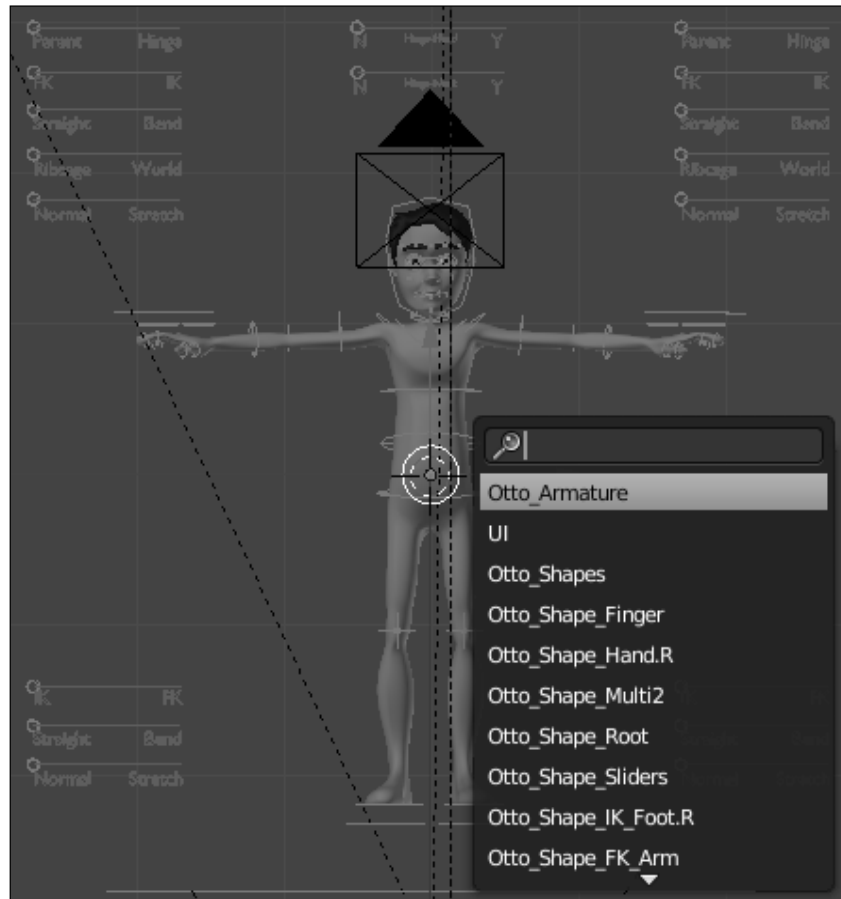 Parent Hinge
N Y
Parent Hinge
FK IK
N Y
FK IK
Straight Bend
Straight Bend
Ribcage World
Ribcage World
Normal Stretch
Normal Stretch
Otto_Armature
UI
Otto_Shapes
Otto_Shape_Finger
Otto_Shape_Hand.R
Otto_Shape_Multi2
Otto_Shape_Root
Otto_Shape_Sliders
Otto_Shape_IK_Foot.R
Otto_Shape_FK_Arm
IK FK
Straight Bend
Normal Stretch